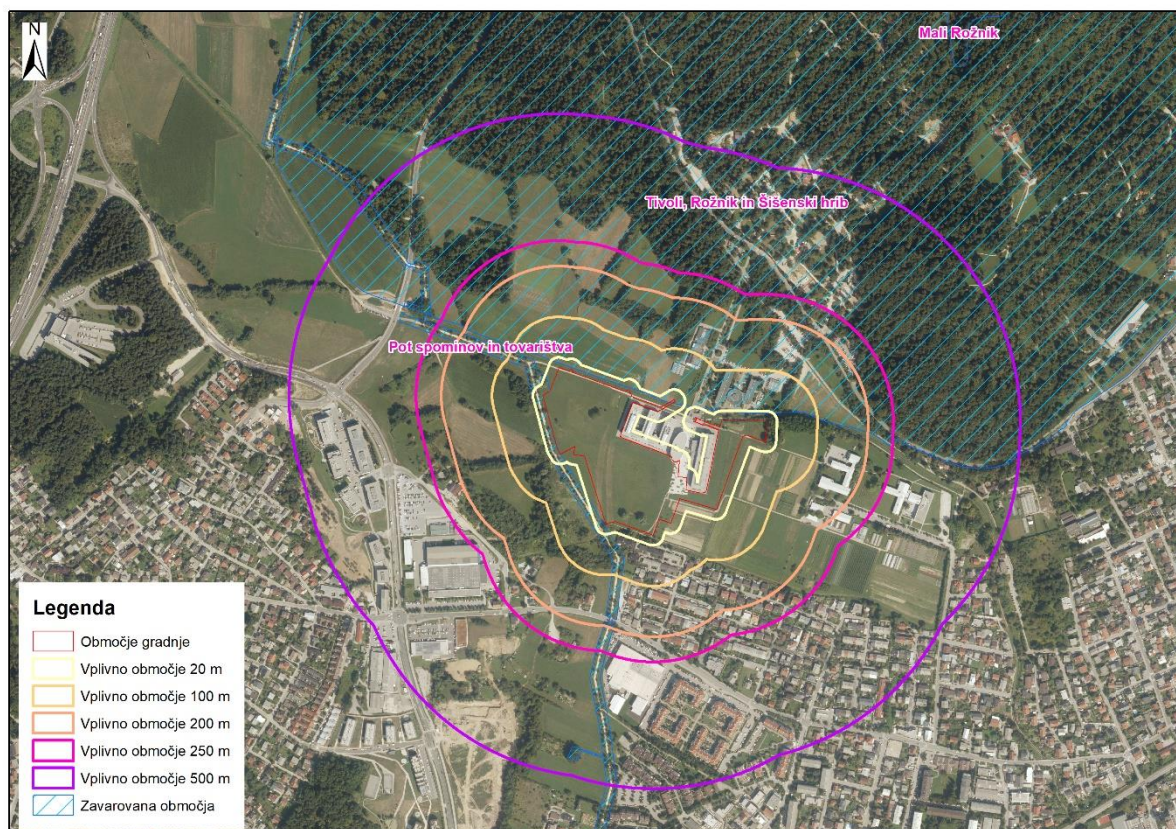 N
Mali Rožnik
Tivoli, Rožnik in Šišenski hrib
Pot spominov in tovarištva
Legenda
Območje gradnje
Vplivno območje 20 m
Vplivno območje 100 m
Vplivno območje 200 m
Vplivno območje 250 m
Vplivno območje 500 m
Zavarovana območja